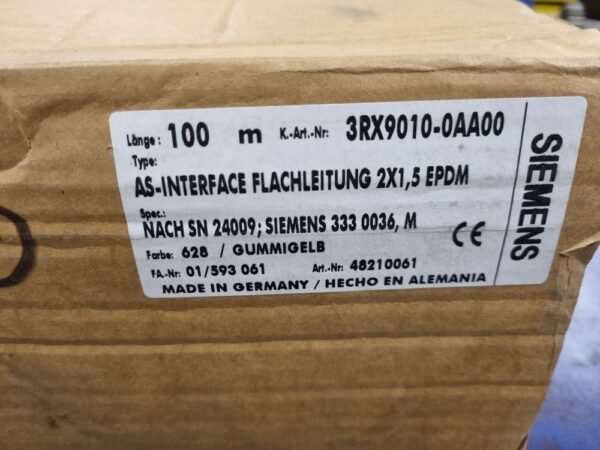 Länge: 100 m K.-Art.-Nr: 3RX9010-0AA00
Type:
AS-INTERFACE FLACHLEITUNG 2X1,5 EPDM
Spec.:
NACH SN 24009; SIEMENS 333 0036, M
Farbe: 628 / GUMMIGELB
FA.-Nr: 01/593 061 Art.-Nr: 48210061
MADE IN GERMANY / HECHO EN ALEMANIA
CE
SIEMENS